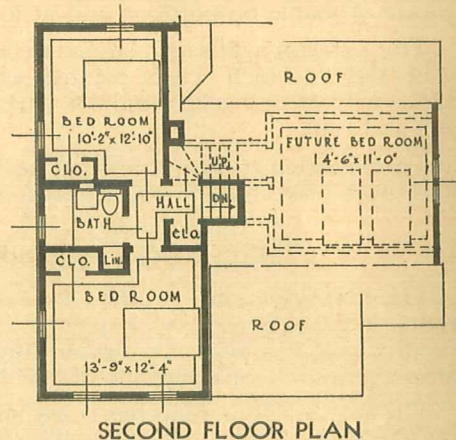 ROOF
BED ROOM
10'-2" x 12'-10"
CLO.
UP
FUTURE BED ROOM
14'-6" x 11'-0"
BATH
HALL
DN.
CLO.
CLO.
LIN.
BED ROOM
13'-9" x 12'-4"
ROOF
SECOND FLOOR PLAN